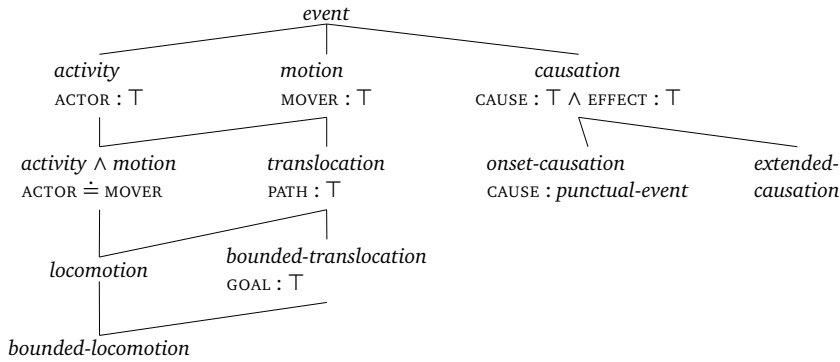 event
activity motion causation
ACTOR : ⊤ MOVER : ⊤ CAUSE : ⊤ ∧ EFFECT : ⊤
activity ∧ motion translocation onset-causation extended-
ACTOR ≐ MOVER PATH : ⊤ CAUSE : punctual-event causation
locomotion bounded-translocation
GOAL : ⊤
bounded-locomotion